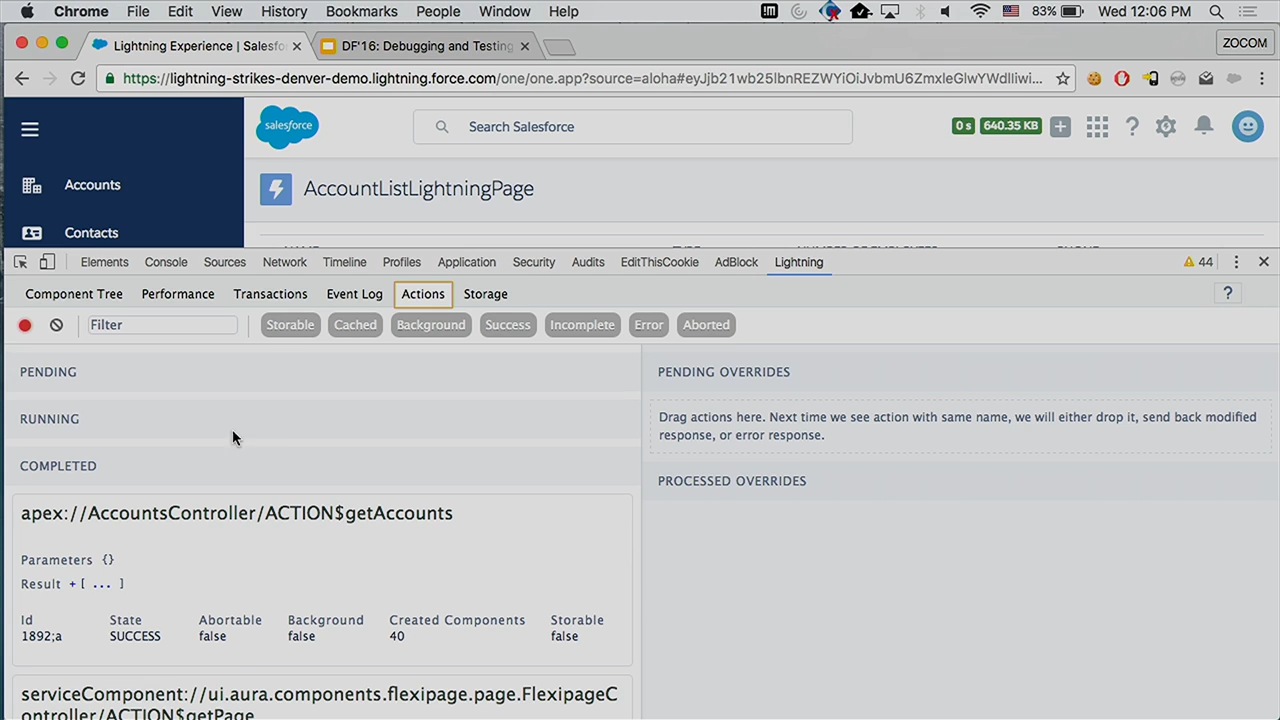 Chrome File Edit View History Bookmarks People Window Help 83% Wed 12:06 PM
Lightning Experience | Salesfo DF'16: Debugging and Testing ZOCOM
https://lightning-strikes-denver-demo.lightning.force.com/one/one.app?source=aloha#eyJjb21wb25lbnREZWYiOiJvbmU6ZmxleGlwYWdlIiwi...
salesforce Search Salesforce 0 s 640.35 KB
Accounts
AccountListLightningPage
Contacts
Elements Console Sources Network Timeline Profiles Application Security Audits EditThisCookie AdBlock Lightning 44
Component Tree Performance Transactions Event Log Actions Storage ?
Filter Storable Cached Background Success Incomplete Error Aborted
PENDING
RUNNING
COMPLETED
apex://AccountsController/ACTION$getAccounts
Parameters {}
Result +[ ... ]
Id State Abortable Background Created Components Storable
1892;a SUCCESS false false 40 false
serviceComponent://ui.aura.components.flexipage.page.FlexipageC
ontroller/ACTION$getPage
PENDING OVERRIDES
Drag actions here. Next time we see action with same name, we will either drop it, send back modified
response, or error response.
PROCESSED OVERRIDES